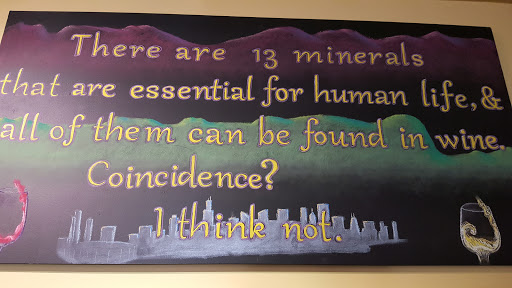 There are 13 minerals
that are essential for human life, &
all of them can be found in wine.
Coincidence?
I think not.